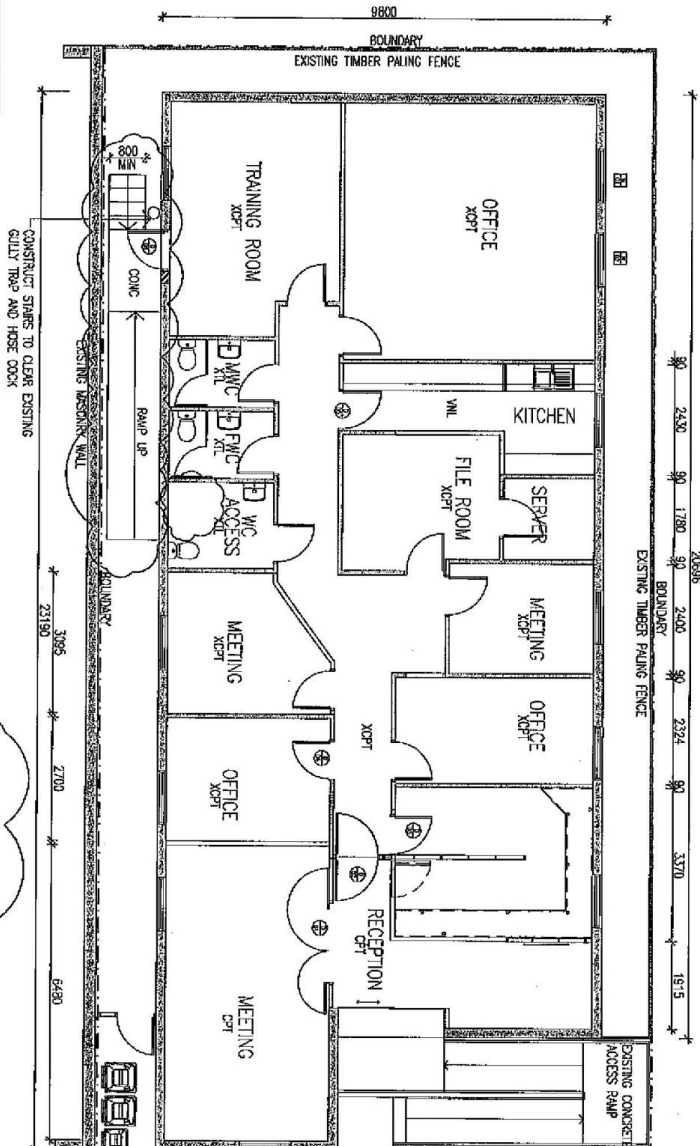 9800
BOUNDARY
EXISTING TIMBER PALING FENCE
800
MIN
TRAINING ROOM
XCPT
OFFICE
XCPT
CONSTRUCT STAIRS TO CLEAR EXISTING
GULLY TRAP AND HOSE COCK
CONC
EXISTING MASONRY WALL
RAMP UP
MWC
XTL
FWC
XTL
WC
ACCESS
XTL
VNL
KITCHEN
FILE ROOM
XCPT
SERVER
90
2430
90
1780
90
2400
90
2324
90
3370
1915
20696
BOUNDARY
EXISTING TIMBER PALING FENCE
BOUNDARY
23190
3095
2700
6480
MEETING
XCPT
MEETING
XCPT
OFFICE
XCPT
XCPT
OFFICE
XCPT
RECEPTION
CPT
MEETING
CPT
EXISTING CONCRETE
ACCESS RAMP